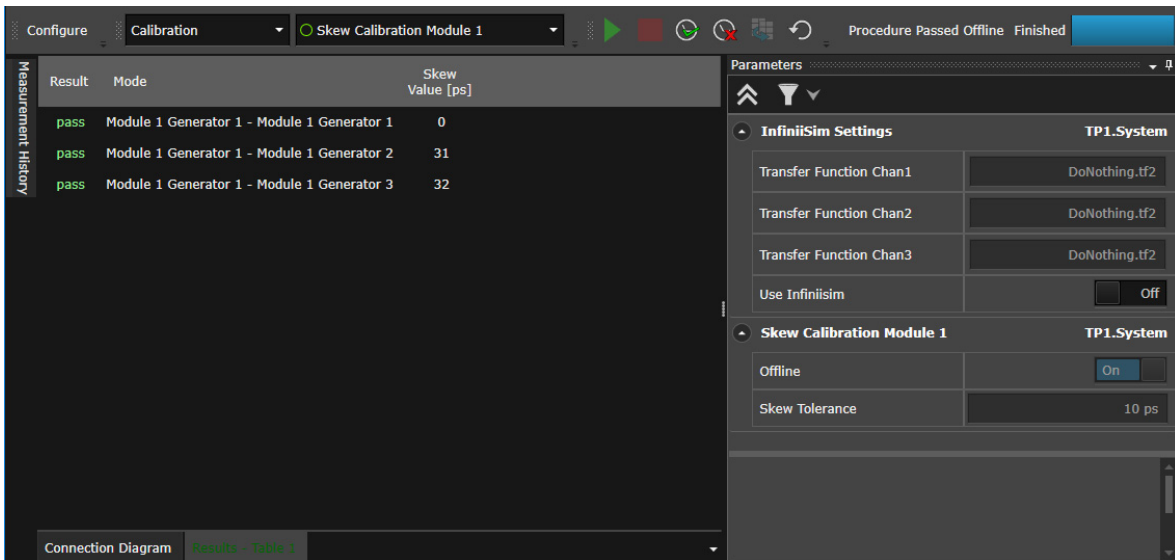 Configure Calibration Skew Calibration Module 1 Procedure Passed Offline Finished
Measurement History
Result Mode Skew Value [ps]
pass Module 1 Generator 1 - Module 1 Generator 1 0
pass Module 1 Generator 1 - Module 1 Generator 2 31
pass Module 1 Generator 1 - Module 1 Generator 3 32
Connection Diagram Results - Table 1
Parameters
InfiniiSim Settings TP1.System
Transfer Function Chan1 DoNothing.tf2
Transfer Function Chan2 DoNothing.tf2
Transfer Function Chan3 DoNothing.tf2
Use Infiniisim Off
Skew Calibration Module 1 TP1.System
Offline On
Skew Tolerance 10 ps